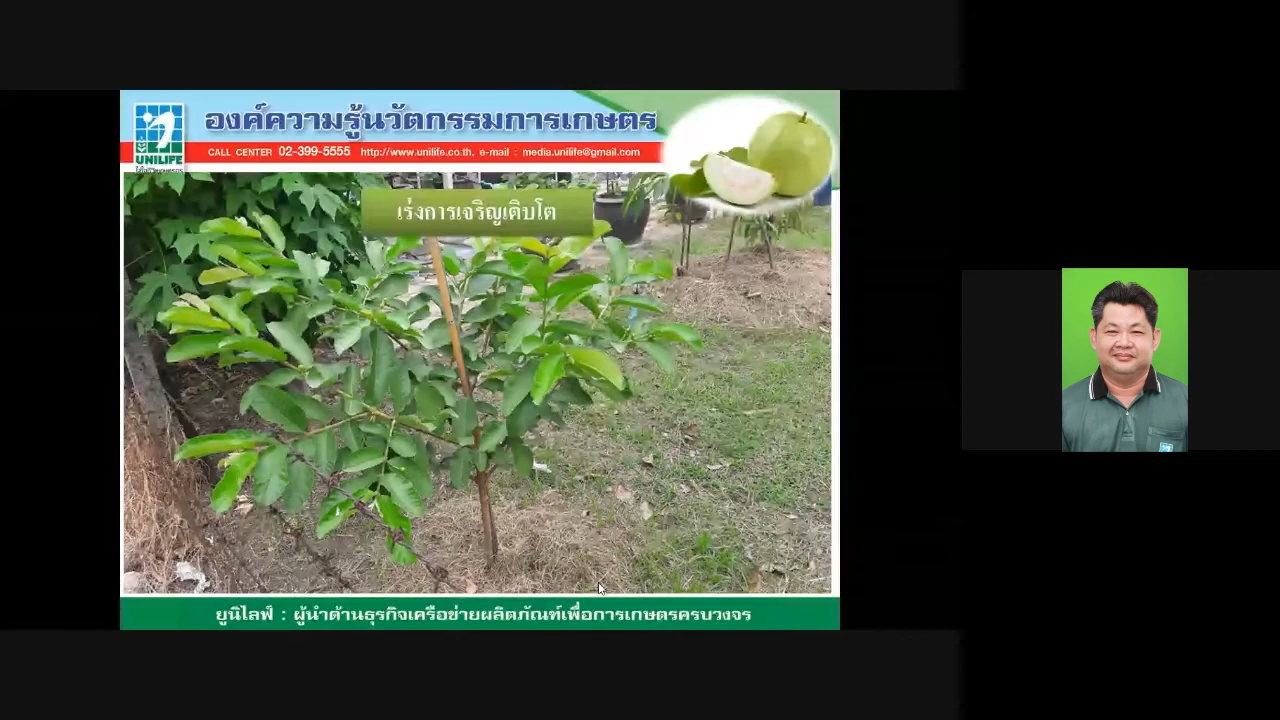 องค์ความรู้นวัตกรรมการเกษตร
UNILIFE
CALL CENTER 02-399-5555 http://www.unilife.co.th, e-mail : media.unilife@gmail.com
เร่งการเจริญเติบโต
ยูนิไลฟ์ : ผู้นำด้านธุรกิจเครือข่ายผลิตภัณฑ์เพื่อการเกษตรครบวงจร